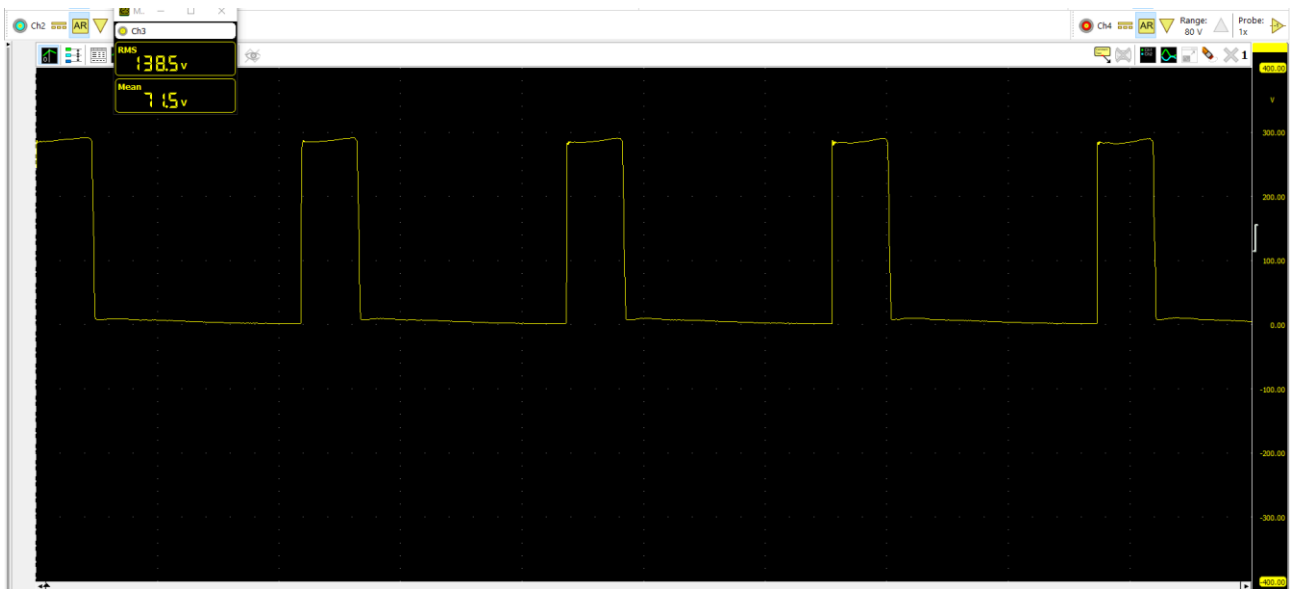 M..
Ch2 AR
Ch3
Ch4 AR Range: 80 V Probe: 1x
RMS
138.5 v
Mean
71.5 v
1
400.00
V
300.00
200.00
100.00
0.00
-100.00
-200.00
-300.00
-400.00